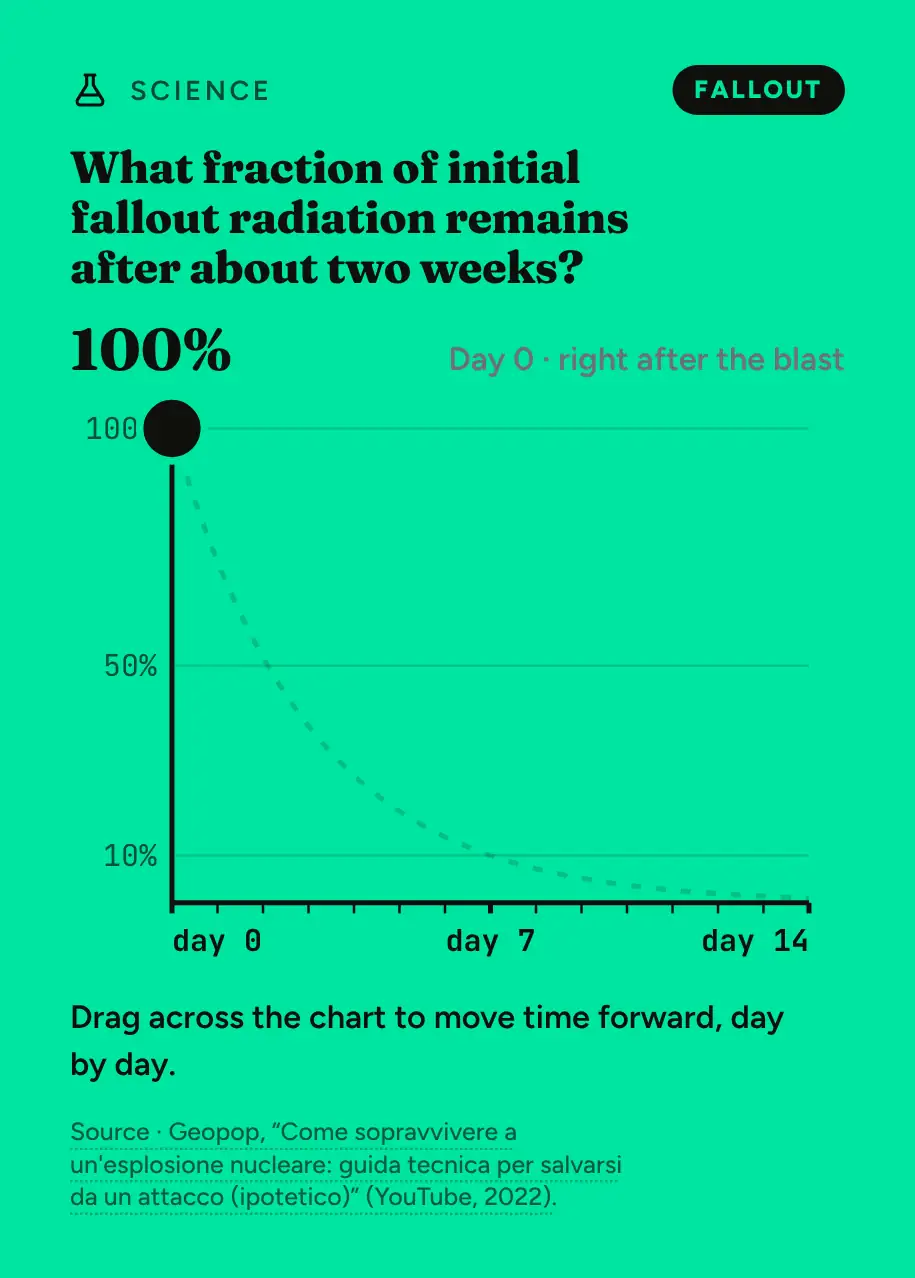 SCIENCE
FALLOUT
What fraction of initial
fallout radiation remains
after about two weeks?
100%
Day 0 · right after the blast
100
50%
10%
day 0
day 7
day 14
Drag across the chart to move time forward, day
by day.
Source · Geopop, “Come sopravvivere a
un'esplosione nucleare: guida tecnica per salvarsi
da un attacco (ipotetico)” (YouTube, 2022).